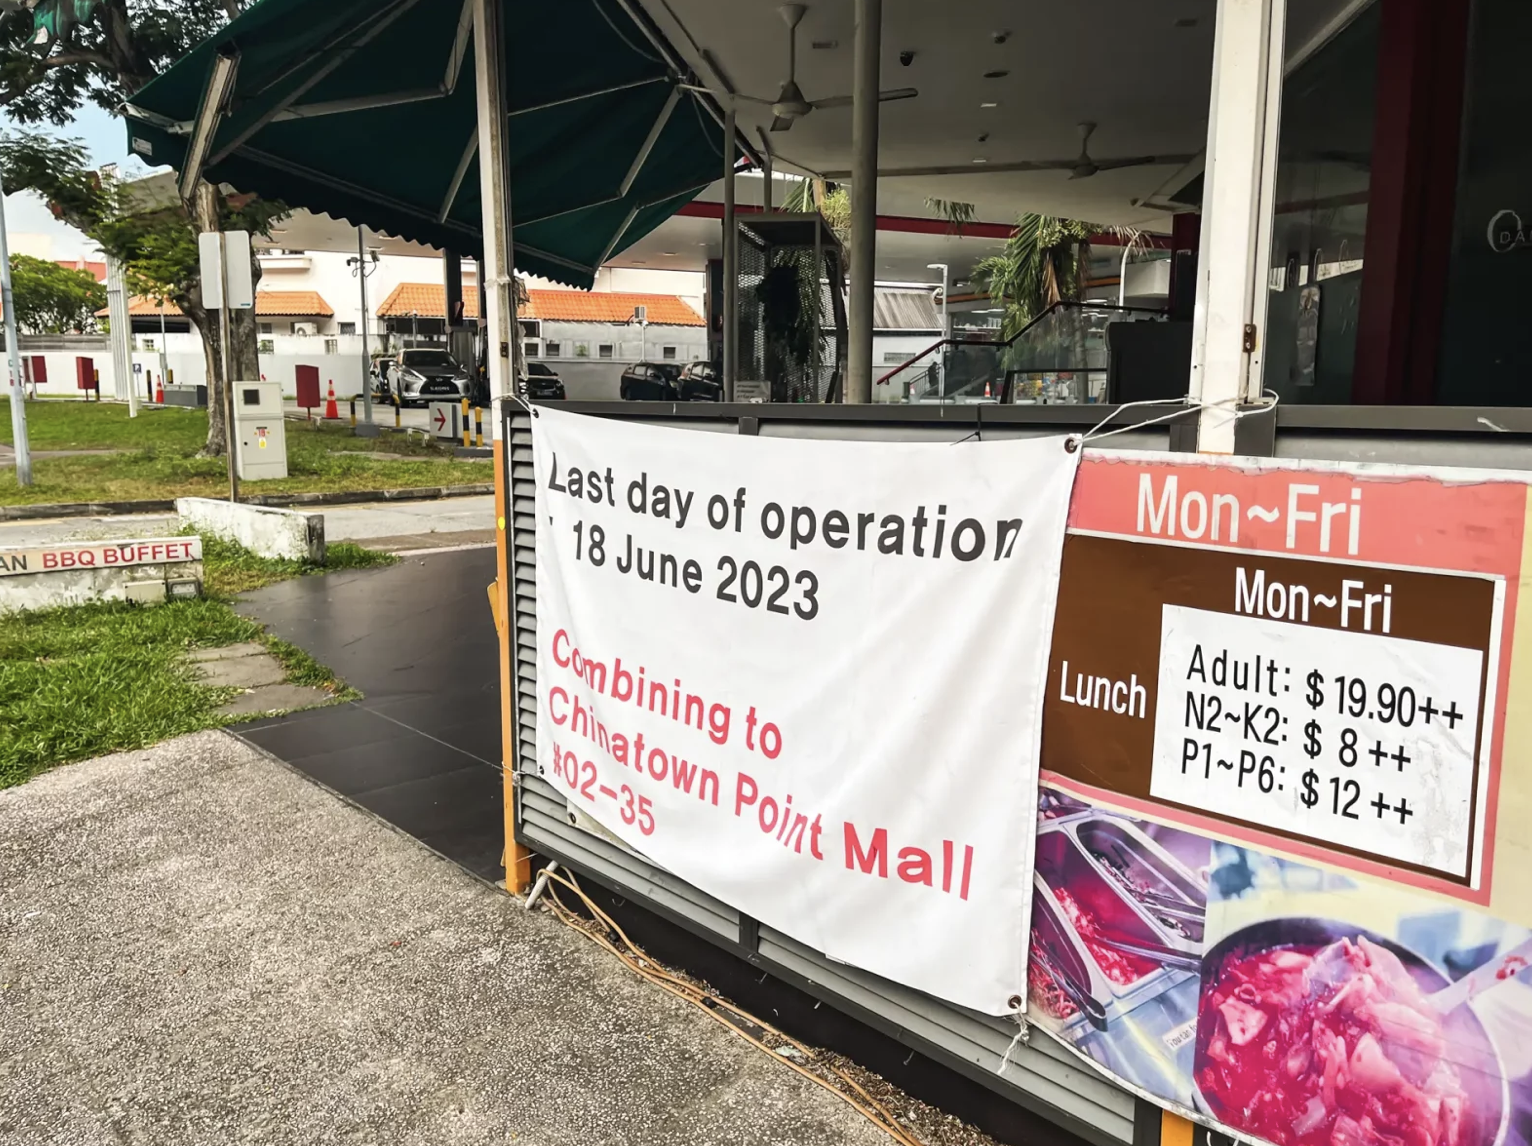 AN BBQ BUFFET
Last day of operation
18 June 2023
Combining to
Chinatown Point Mall
#02-35
Mon~Fri
Mon~Fri
Lunch
Adult: $19.90++
N2~K2: $8++
P1~P6: $12++